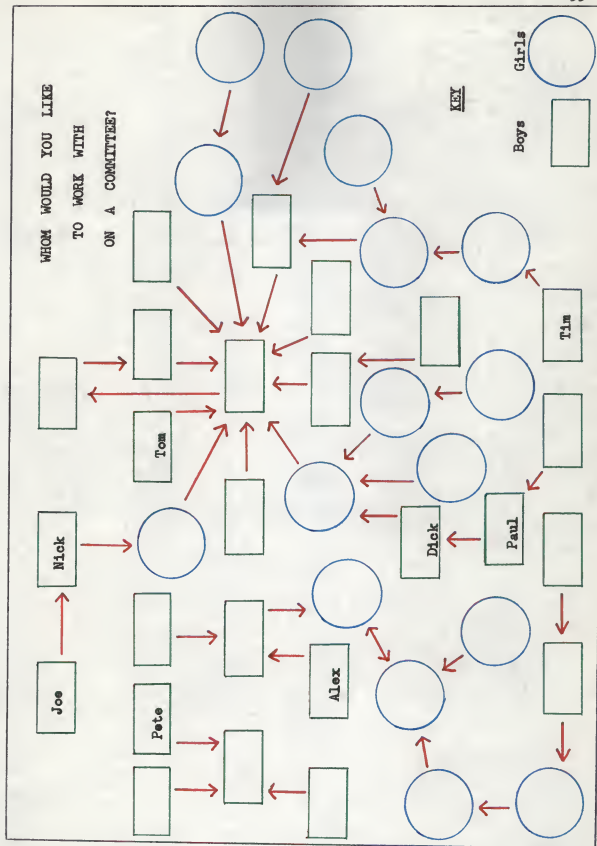 WHOM WOULD YOU LIKE
TO WORK WITH
ON A COMMITTEE?
Joe
Nick
Pete
Tom
Alex
Dick
Paul
Tim
KEY
Boys
Girls